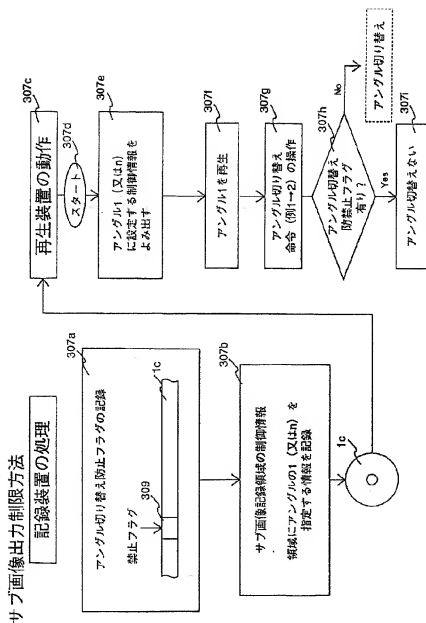 サブ画像出力制限方法
記録装置の処理
307a
アングル切り替え防止フラグの記録
禁止フラグ
309
1c
307b
サブ画像記録領域の制御情報
領域にアングルの1(又はn)を
指定する情報を記録
1c
307c
再生装置の動作
307d
スタート
307e
アングル1(又はn)
に設定する制御情報を
よみ出す
307f
アングル1を再生
307g
アングル切り替え
命令(例1→2)の操作
307h
アングル切替え
防禁止フラグ
有り?
No
アングル切り替え
Yes
307i
アングル切替えない